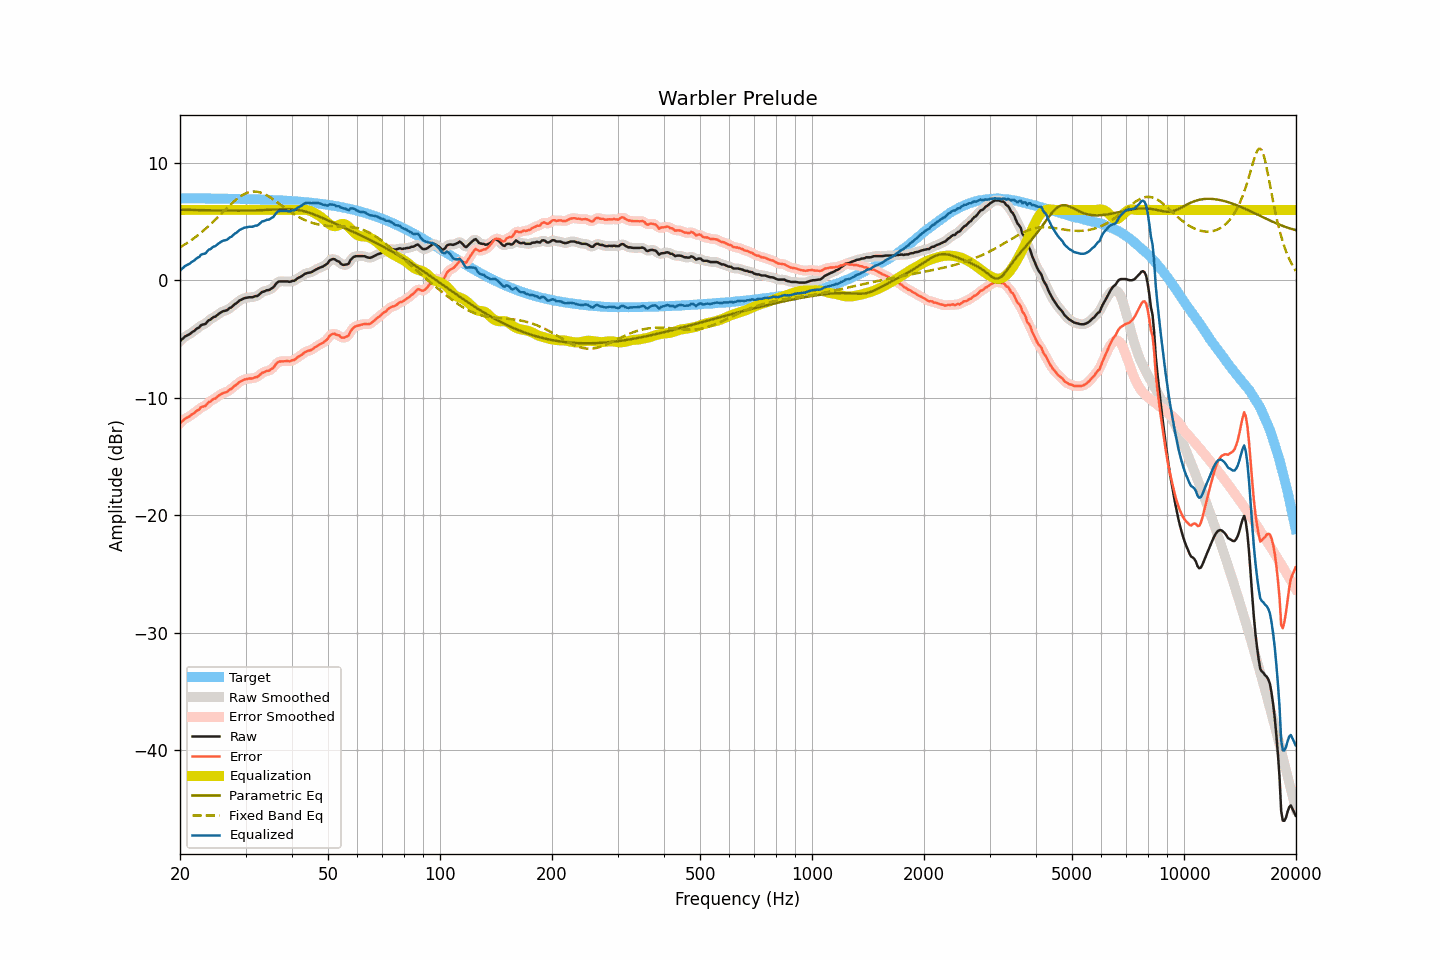 Warbler Prelude
10
0
−10
−20
−30
−40
Amplitude (dBr)
Target
Raw Smoothed
Error Smoothed
Raw
Error
Equalization
Parametric Eq
Fixed Band Eq
Equalized
20 50 100 200 500 1000 2000 5000 10000 20000
Frequency (Hz)